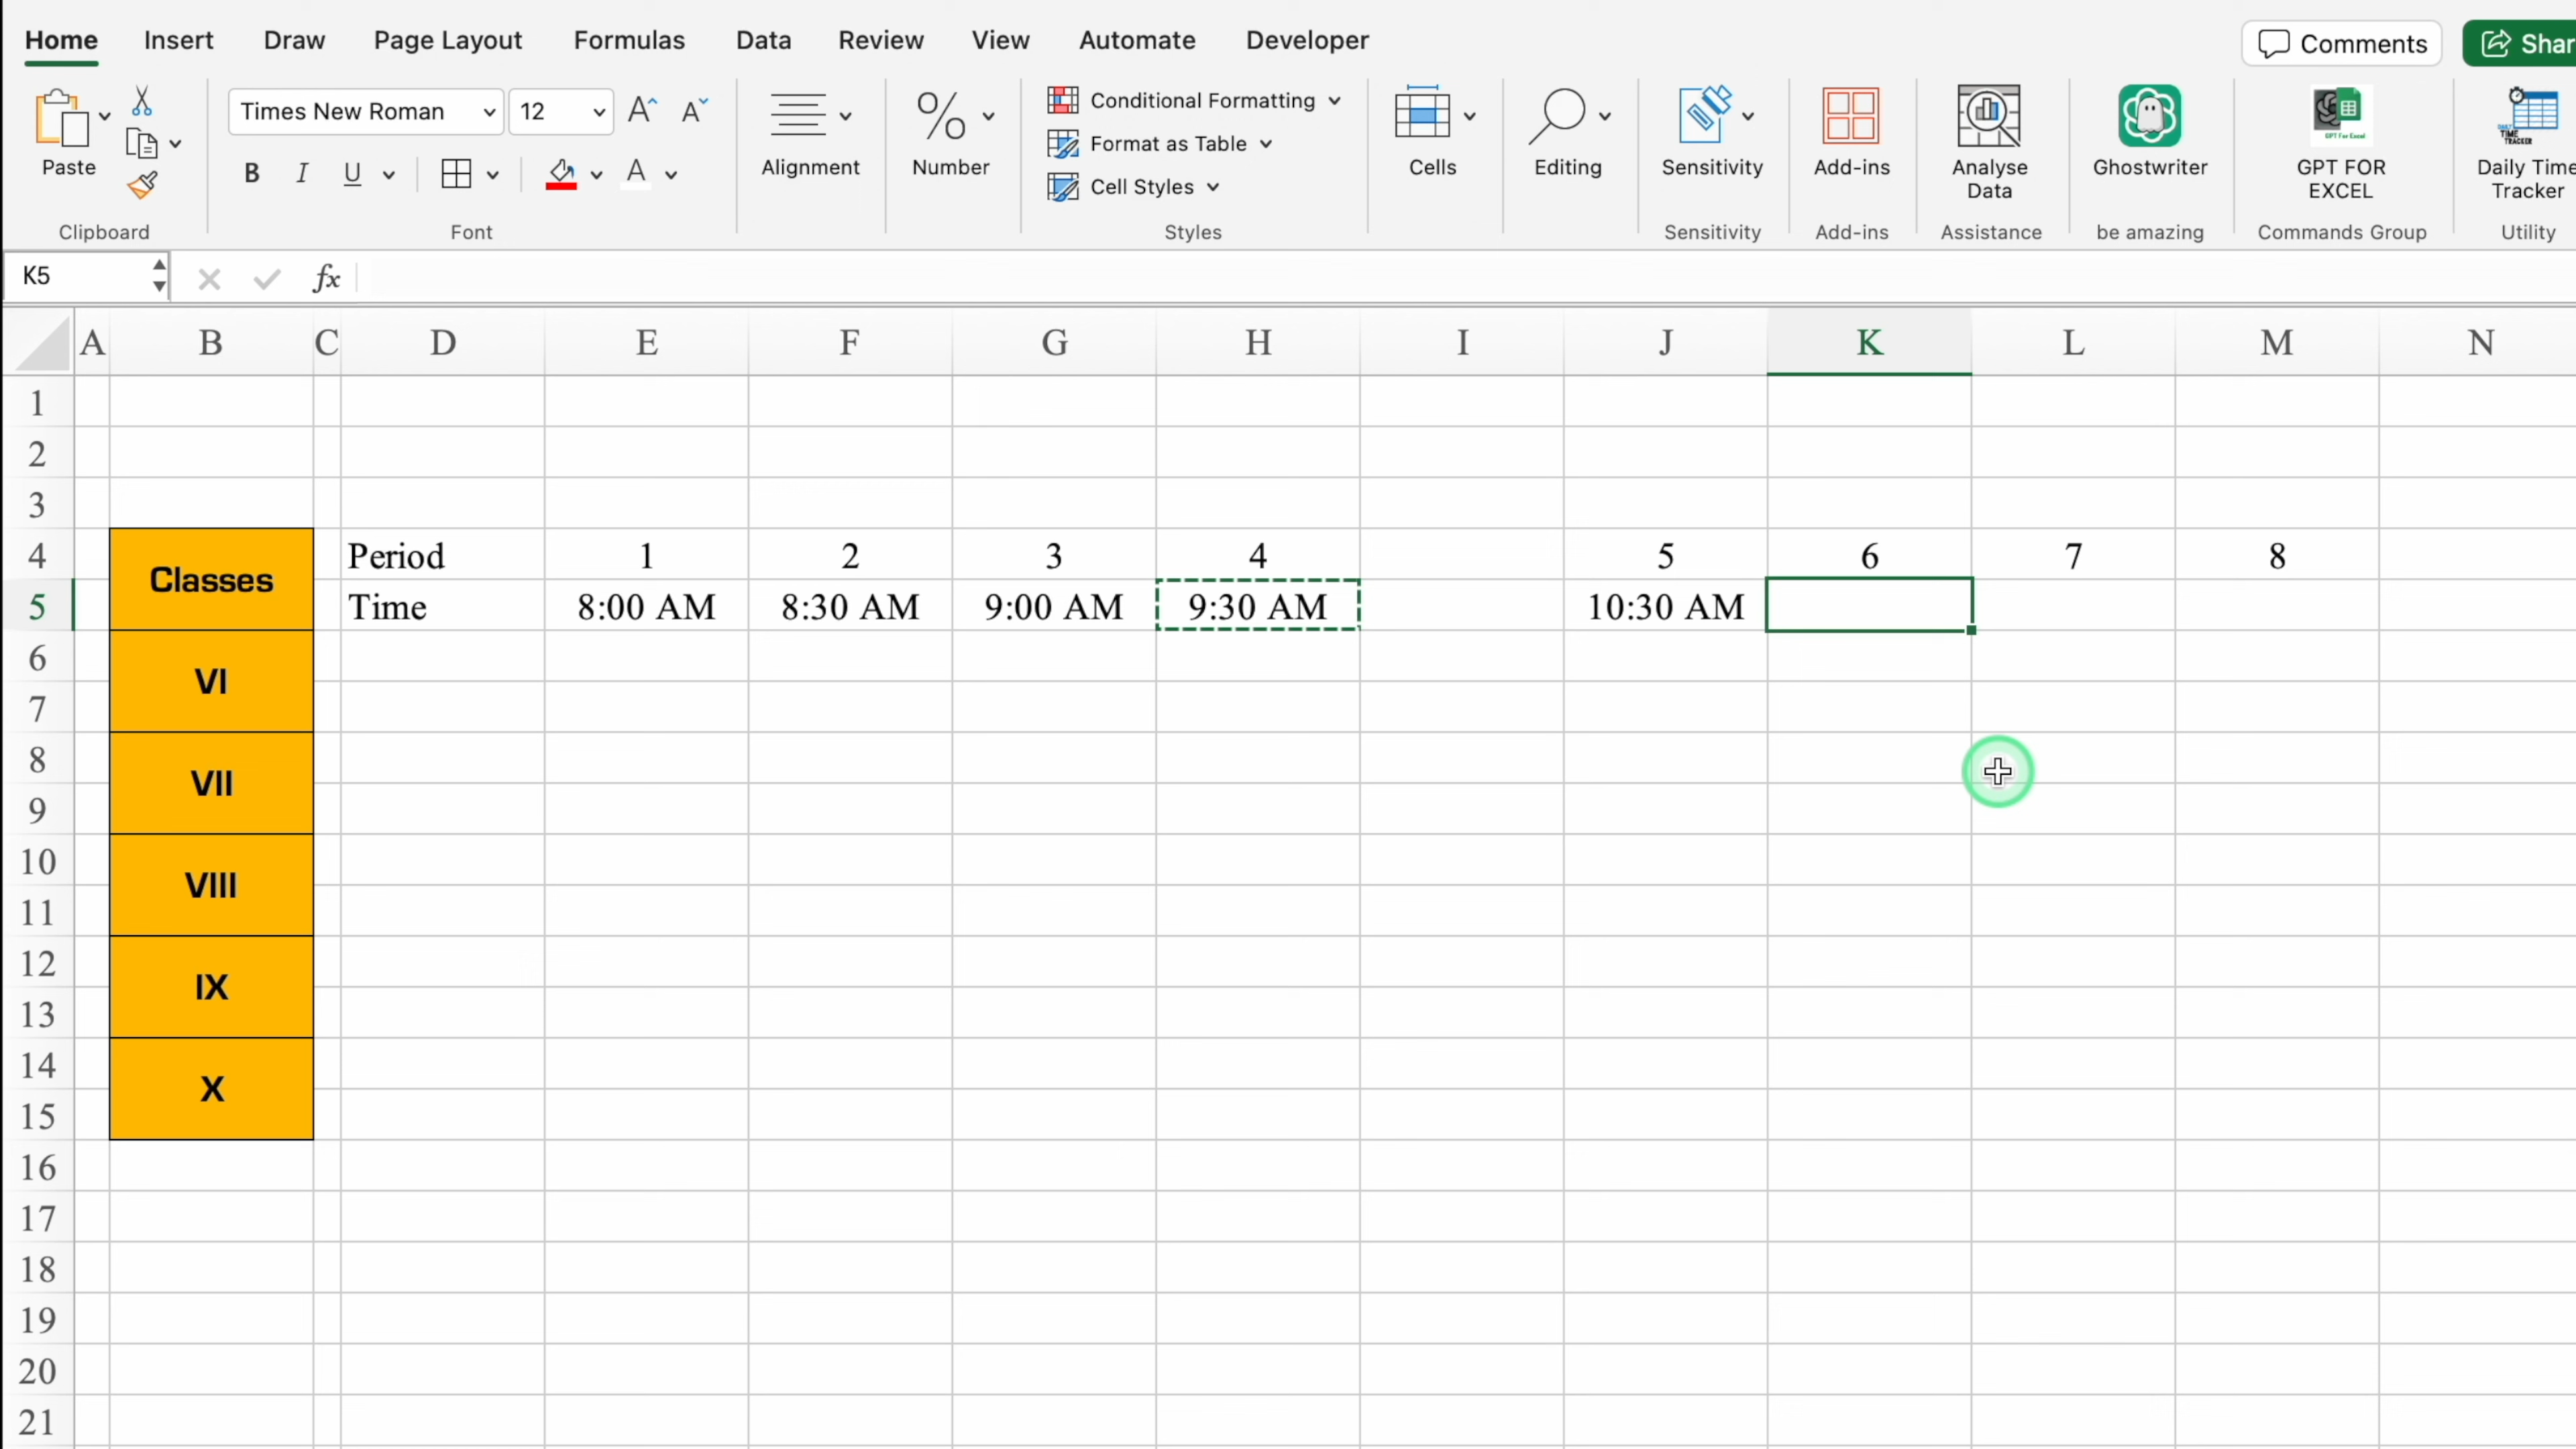 Home Insert Draw Page Layout Formulas Data Review View Automate Developer Comments Shar
Paste Times New Roman 12 B I U A Alignment Number Conditional Formatting Format as Table Cell Styles Cells Editing Sensitivity Add-ins Analyse Data Ghostwriter GPT FOR EXCEL Daily Time Tracker
Clipboard Font Styles Sensitivity Add-ins Assistance be amazing Commands Group Utility
K5 fx
A B C D E F G H I J K L M N
1
2
3
4 Classes Period 1 2 3 4 5 6 7 8
5 Time 8:00 AM 8:30 AM 9:00 AM 9:30 AM 10:30 AM
6 VI
7
8 VII
9
10 VIII
11
12 IX
13
14 X
15
16
17
18
19
20
21